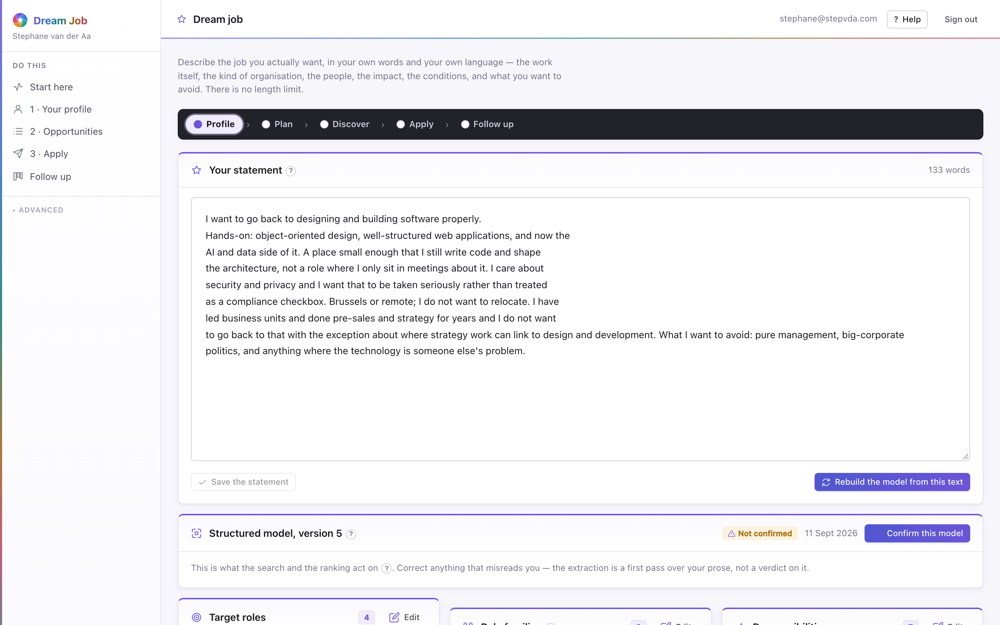 Dream Job
Stephane van der Aa
DO THIS
Start here
1 · Your profile
2 · Opportunities
3 · Apply
Follow up
ADVANCED
Dream job
stephane@stepvda.com
? Help
Sign out
Describe the job you actually want, in your own words and your own language — the work
itself, the kind of organisation, the people, the impact, the conditions, and what you want to
avoid. There is no length limit.
Profile › Plan › Discover › Apply › Follow up
Your statement ?
133 words
I want to go back to designing and building software properly.
Hands-on: object-oriented design, well-structured web applications, and now the
AI and data side of it. A place small enough that I still write code and shape
the architecture, not a role where I only sit in meetings about it. I care about
security and privacy and I want that to be taken seriously rather than treated
as a compliance checkbox. Brussels or remote; I do not want to relocate. I have
led business units and done pre-sales and strategy for years and I do not want
to go back to that with the exception about where strategy work can link to design and development. What I want to avoid: pure management, big-corporate
politics, and anything where the technology is someone else's problem.
Save the statement
Rebuild the model from this text
Structured model, version 5 ?
Not confirmed
11 Sept 2026
Confirm this model
This is what the search and the ranking act on ?. Correct anything that misreads you — the extraction is a first pass over your prose, not a verdict on it.
Target roles
4
Edit